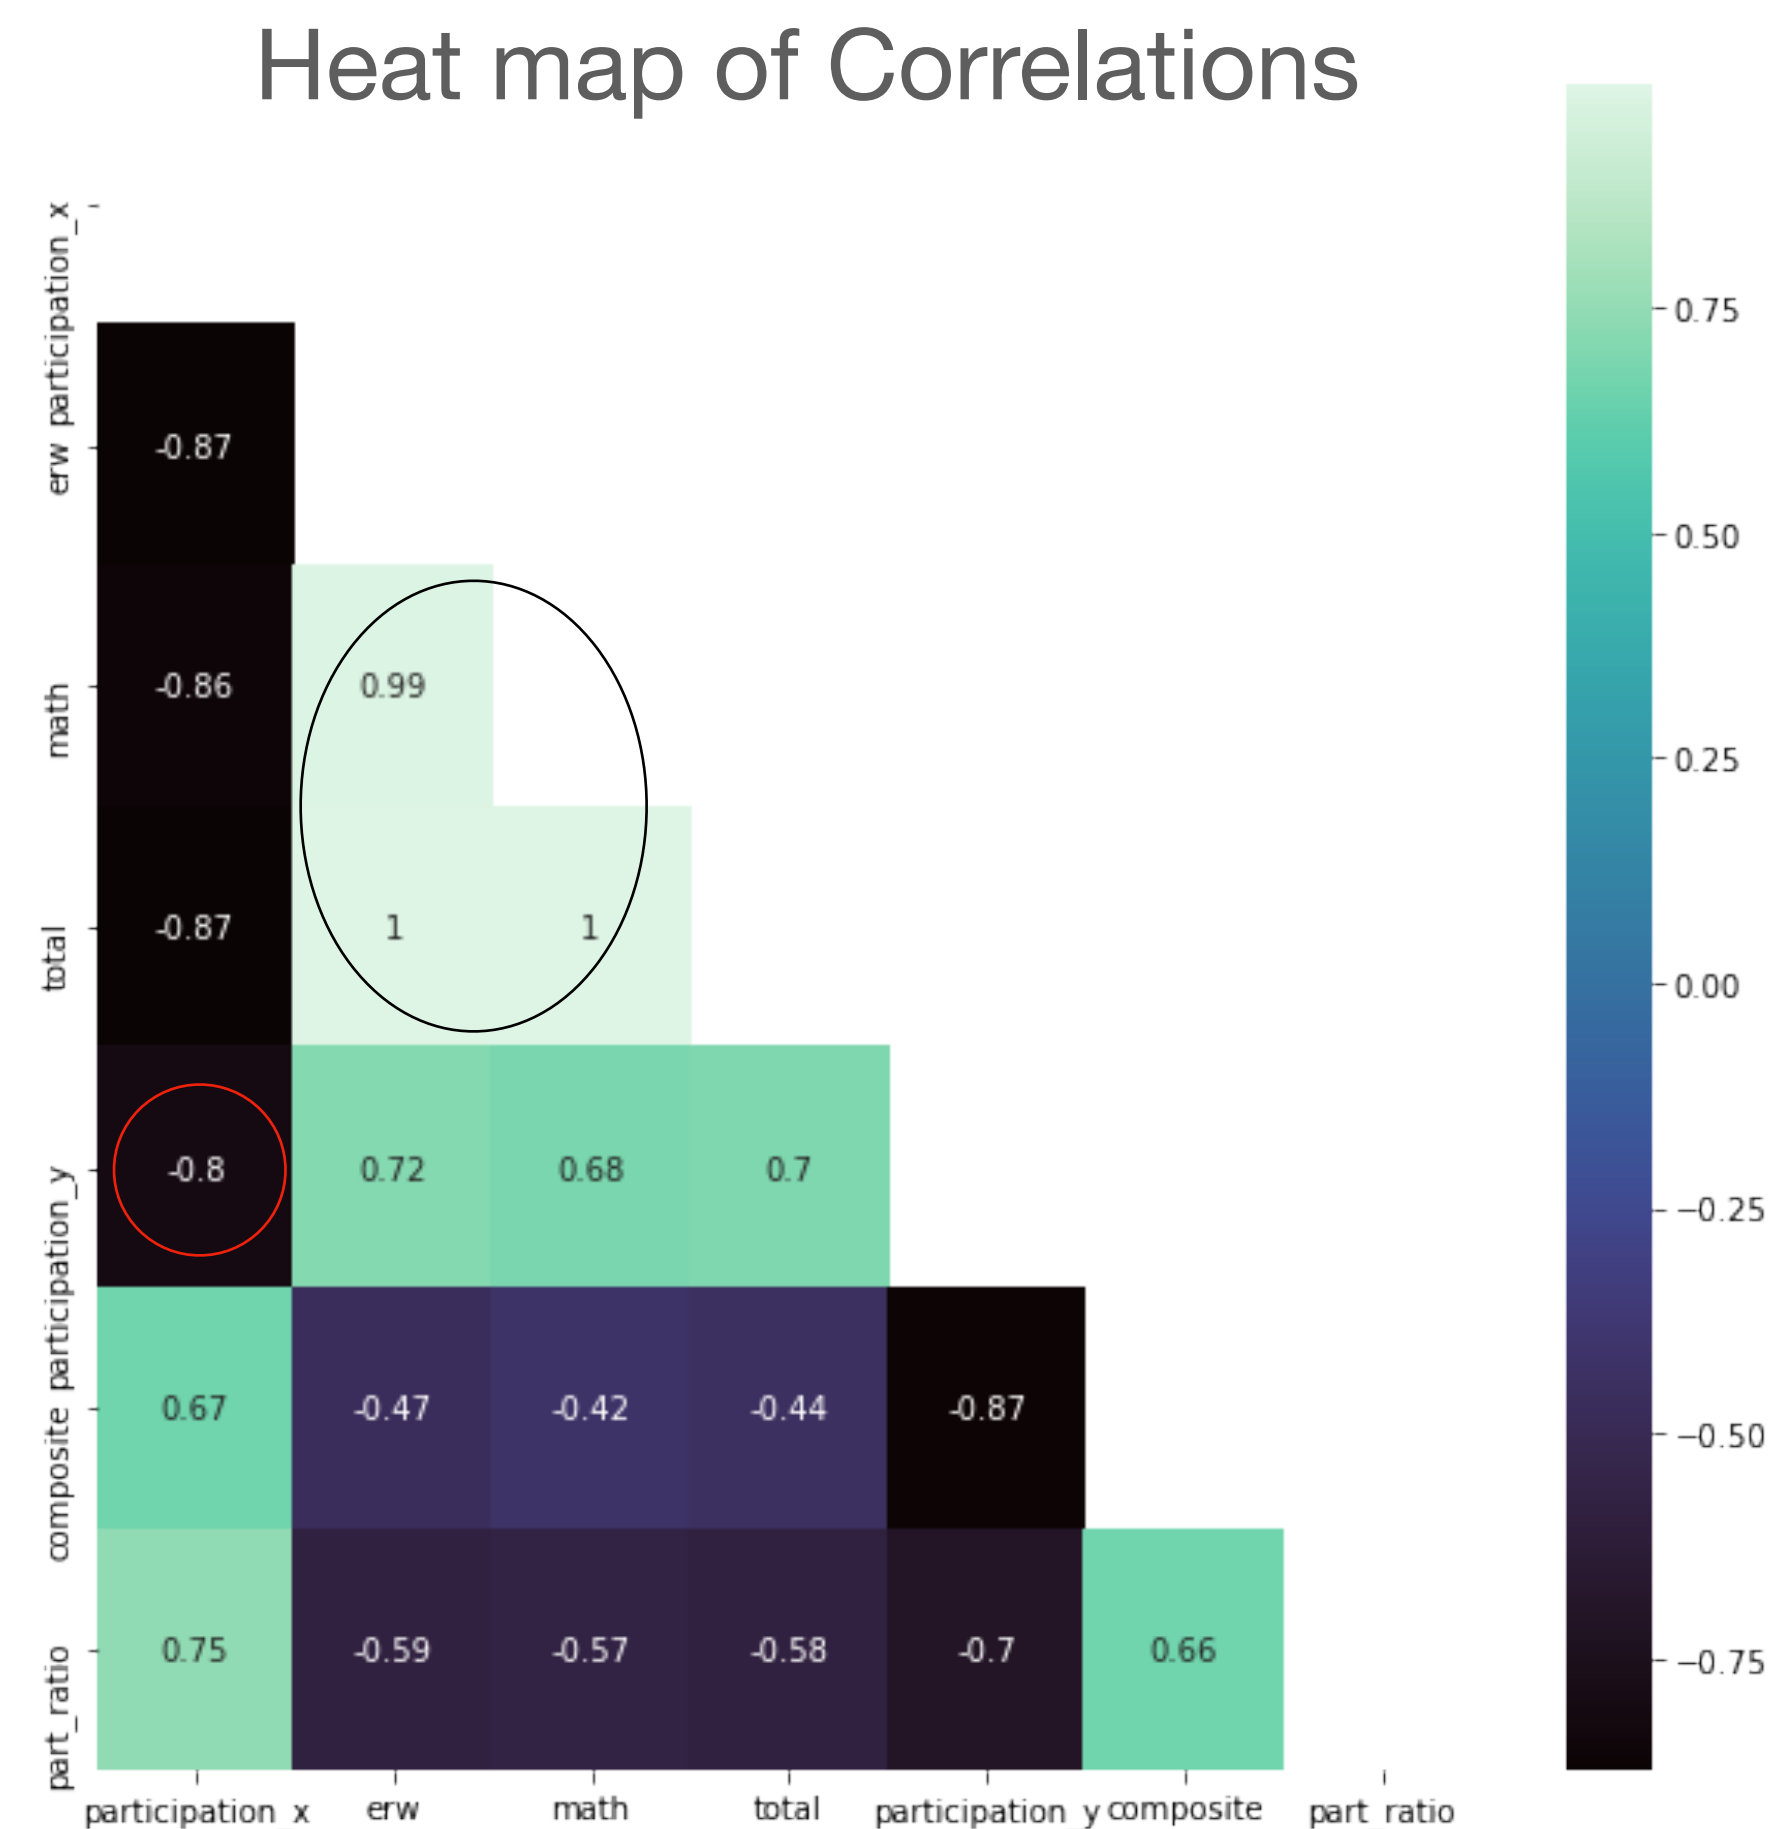 Heat map of Correlations
participation_x
erw
-0.87
math
-0.86 0.99
total
-0.87 1 1
participation_y
-0.8 0.72 0.68 0.7
composite
0.67 -0.47 -0.42 -0.44 -0.87
part_ratio
0.75 -0.59 -0.57 -0.58 -0.7 0.66
participation_x erw math total participation_y composite part_ratio
0.75
0.50
0.25
0.00
−0.25
−0.50
−0.75